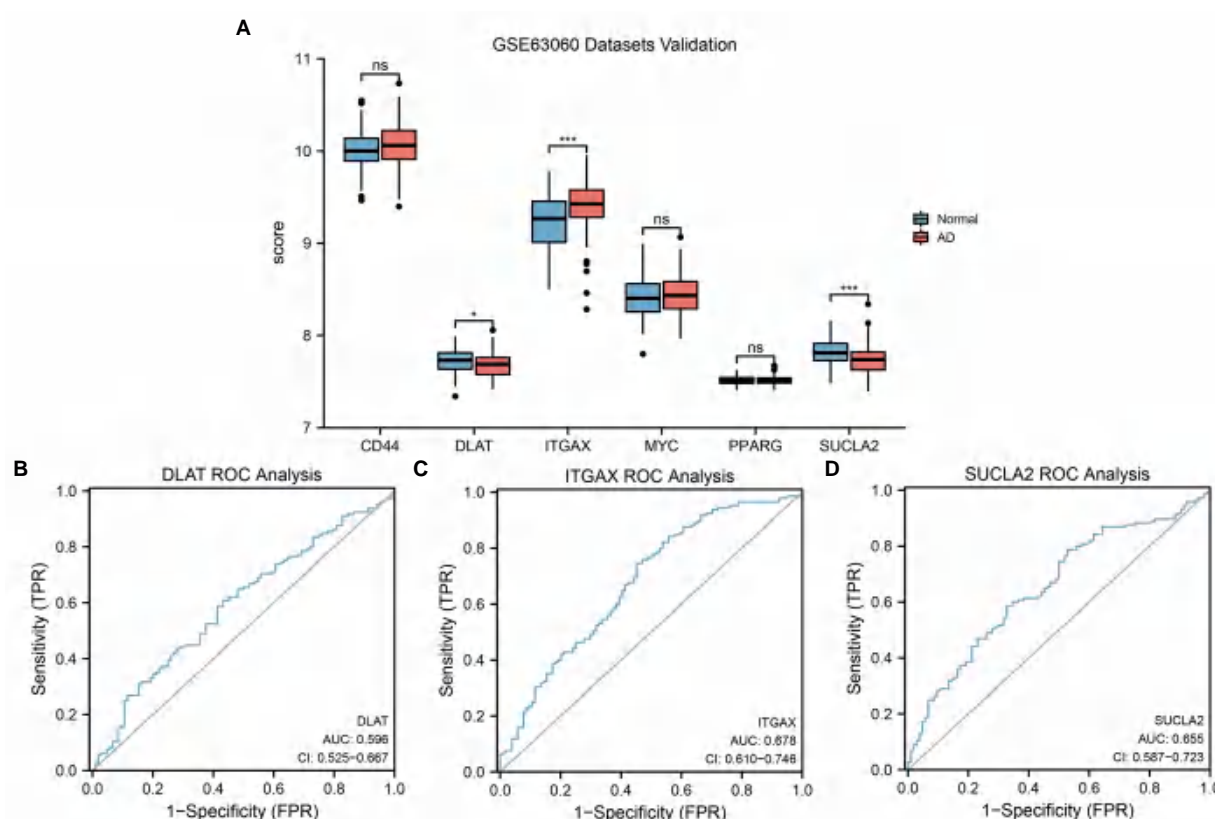 A
GSE63060 Datasets Validation
score
11
10
9
8
7
ns
*
***
ns
ns
***
Normal
AD
CD44 DLAT ITGAX MYC PPARG SUCLA2
B
DLAT ROC Analysis
Sensitivity (TPR)
1.0
0.8
0.6
0.4
0.2
0.0
DLAT
AUC: 0.596
CI: 0.525−0.667
0.0 0.2 0.4 0.6 0.8 1.0
1−Specificity (FPR)
C
ITGAX ROC Analysis
Sensitivity (TPR)
1.0
0.8
0.6
0.4
0.2
0.0
ITGAX
AUC: 0.678
CI: 0.610−0.746
0.0 0.2 0.4 0.6 0.8 1.0
1−Specificity (FPR)
D
SUCLA2 ROC Analysis
Sensitivity (TPR)
1.0
0.8
0.6
0.4
0.2
0.0
SUCLA2
AUC: 0.655
CI: 0.587−0.723
0.0 0.2 0.4 0.6 0.8 1.0
1−Specificity (FPR)